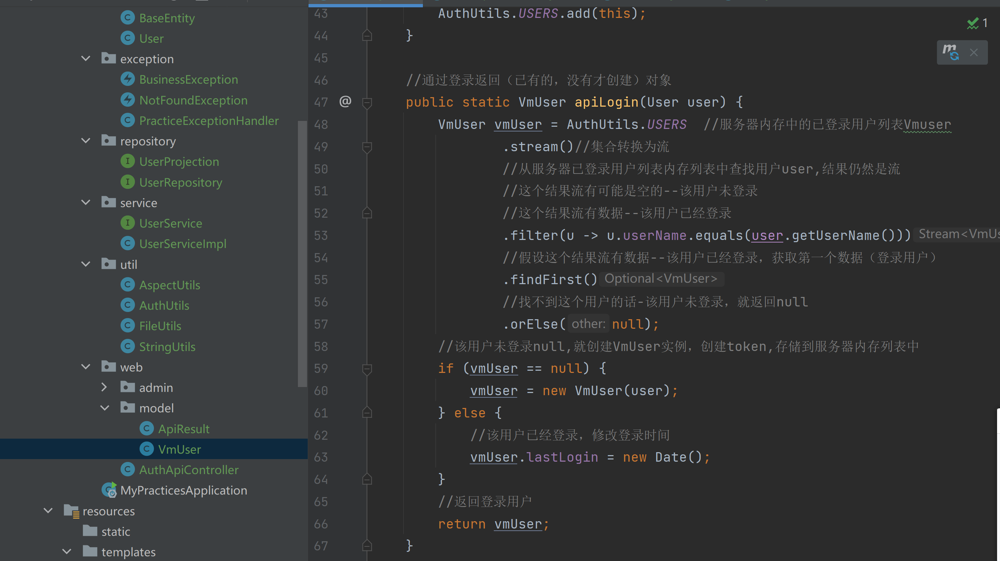 BaseEntity
User
exception
BusinessException
NotFoundException
PracticeExceptionHandler
repository
UserProjection
UserRepository
service
UserService
UserServiceImpl
util
AspectUtils
AuthUtils
FileUtils
StringUtils
web
admin
model
ApiResult
VmUser
AuthApiController
MyPracticesApplication
resources
static
templates
43 AuthUtils.USERS.add(this);
44 }
45
46 //通过登录返回（已有的，没有才创建）对象
47 @ public static VmUser apiLogin(User user) {
48 VmUser vmUser = AuthUtils.USERS //服务器内存中的已登录用户列表Vmuser
49 .stream()//集合转换为流
50 //从服务器已登录用户列表内存列表中查找用户user,结果仍然是流
51 //这个结果流有可能是空的--该用户未登录
52 //这个结果流有数据--该用户已经登录
53 .filter(u -> u.userName.equals(user.getUserName())) Stream<VmUs
54 //假设这个结果流有数据--该用户已经登录，获取第一个数据（登录用户）
55 .findFirst() Optional<VmUser>
56 //找不到这个用户的话-该用户未登录，就返回null
57 .orElse( other: null);
58 //该用户未登录null,就创建VmUser实例，创建token,存储到服务器内存列表中
59 if (vmUser == null) {
60 vmUser = new VmUser(user);
61 } else {
62 //该用户已经登录，修改登录时间
63 vmUser.lastLogin = new Date();
64 }
65 //返回登录用户
66 return vmUser;
67 }
1